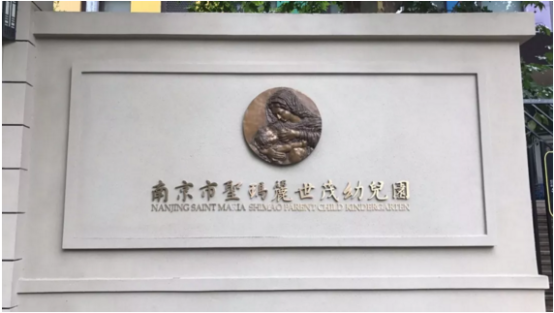 南京市聖瑪麗世茂幼兒園
NANJING SAINT MARIA SHIMAO PARENT CHILD KINDERGARTEN